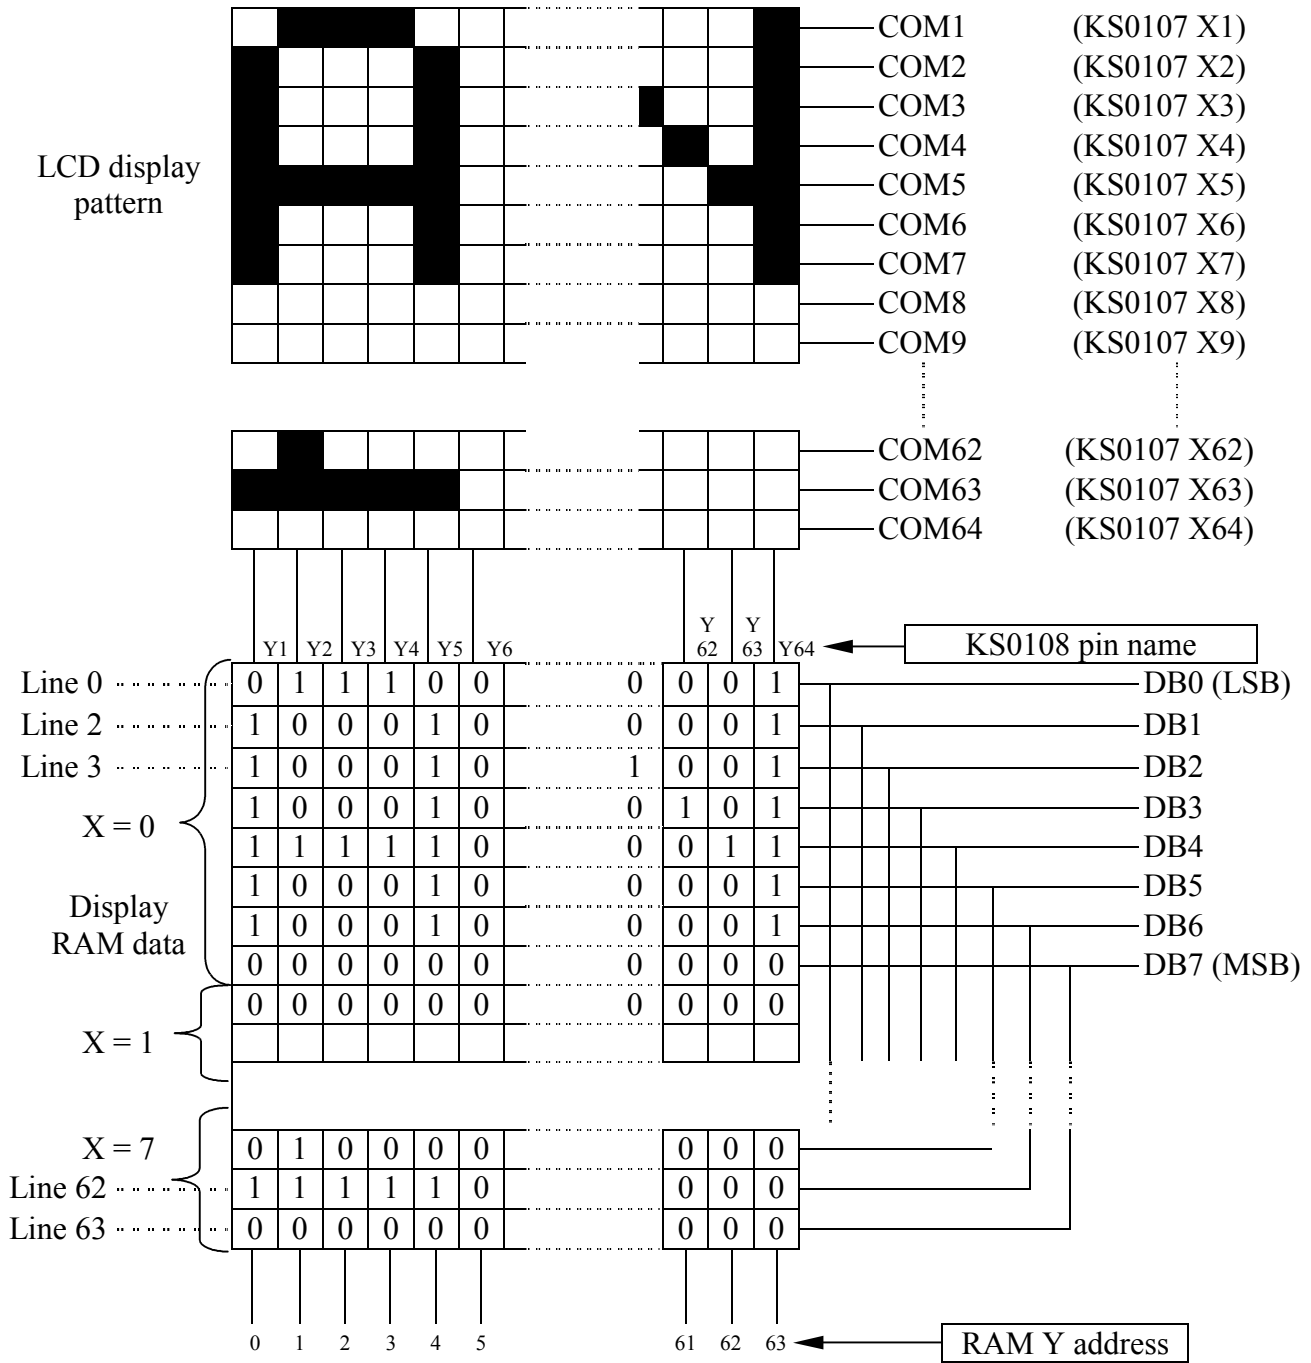 COM1 (KS0107 X1)
COM2 (KS0107 X2)
COM3 (KS0107 X3)
COM4 (KS0107 X4)
LCD display
pattern
COM5 (KS0107 X5)
COM6 (KS0107 X6)
COM7 (KS0107 X7)
COM8 (KS0107 X8)
COM9 (KS0107 X9)
COM62 (KS0107 X62)
COM63 (KS0107 X63)
COM64 (KS0107 X64)
Y1 Y2 Y3 Y4 Y5 Y6 Y 62 Y 63 Y64
KS0108 pin name
Line 0 0 1 1 1 0 0 0 0 0 1 DB0 (LSB)
Line 2 1 0 0 0 1 0 0 0 0 1 DB1
Line 3 1 0 0 0 1 0 1 0 0 1 DB2
X = 0 1 0 0 0 1 0 0 1 0 1 DB3
1 1 1 1 1 0 0 0 1 1 DB4
1 0 0 0 1 0 0 0 0 1 DB5
Display
RAM data
1 0 0 0 1 0 0 0 0 1 DB6
0 0 0 0 0 0 0 0 0 0 DB7 (MSB)
0 0 0 0 0 0 0 0 0 0
X = 1
X = 7 0 1 0 0 0 0 0 0 0
Line 62 1 1 1 1 1 0 0 0 0
Line 63 0 0 0 0 0 0 0 0 0
0 1 2 3 4 5 61 62 63 RAM Y address